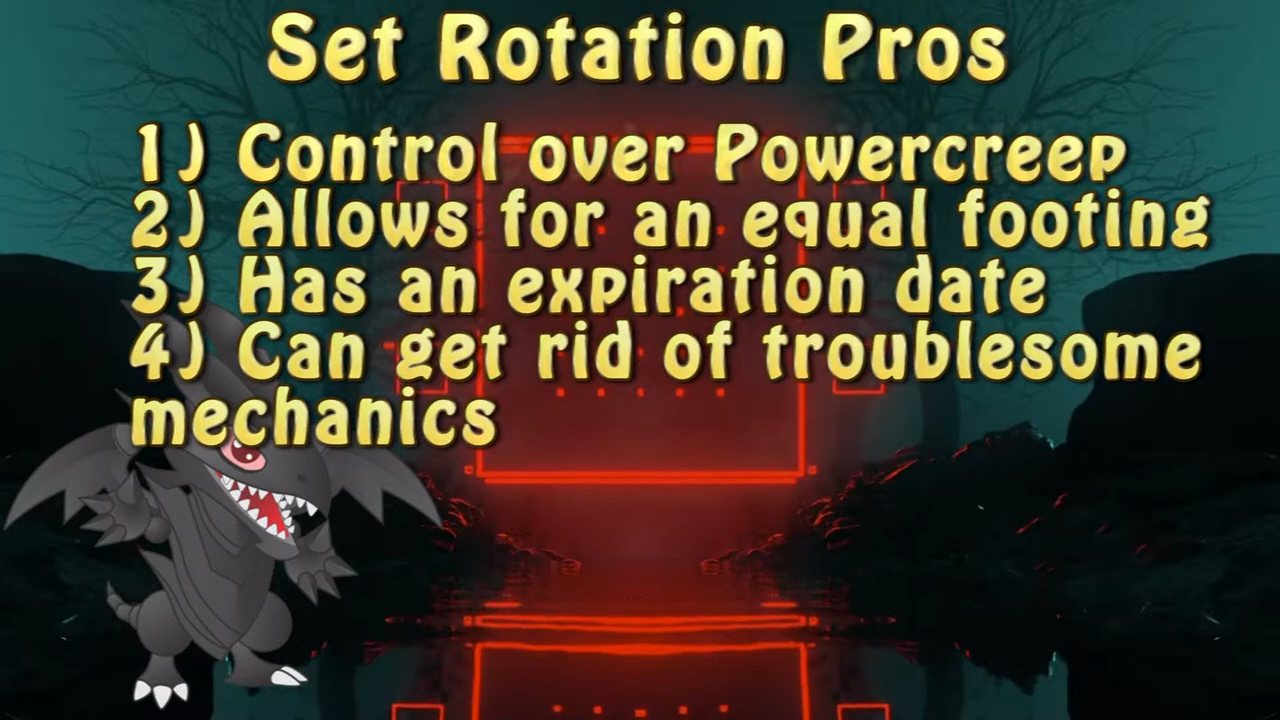 Set Rotation Pros
1) Control over Powercreep
2) Allows for an equal footing
3) Has an expiration date
4) Can get rid of troublesome
mechanics